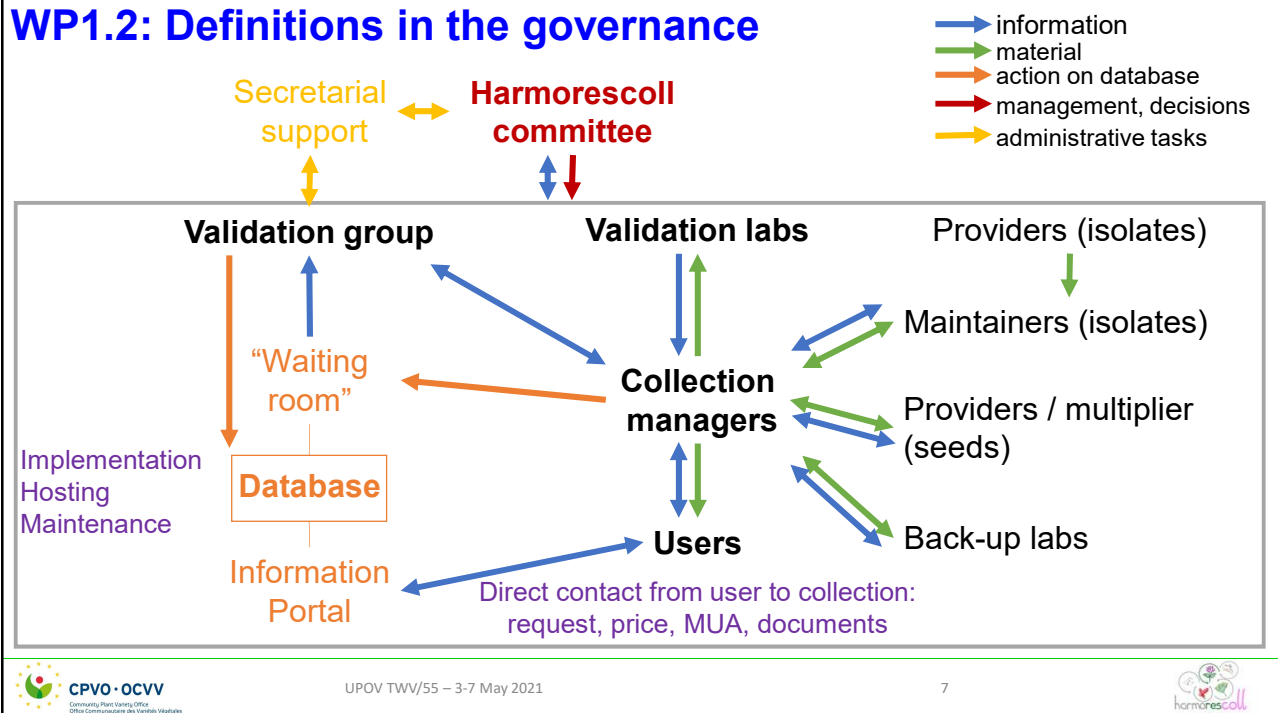 WP1.2: Definitions in the governance
information
material
action on database
management, decisions
administrative tasks
Secretarial
support
Harmorescoll
committee
Validation group
Validation labs
Providers (isolates)
Maintainers (isolates)
“Waiting
room”
Collection
managers
Providers / multiplier
(seeds)
Implementation
Hosting
Maintenance
Database
Users
Back-up labs
Information
Portal
Direct contact from user to collection:
request, price, MUA, documents
CPVO · OCVV
Community Plant Variety Office
Office Communautaire des Variétés Végétales
UPOV TWV/55 – 3-7 May 2021
7
harmorescoll